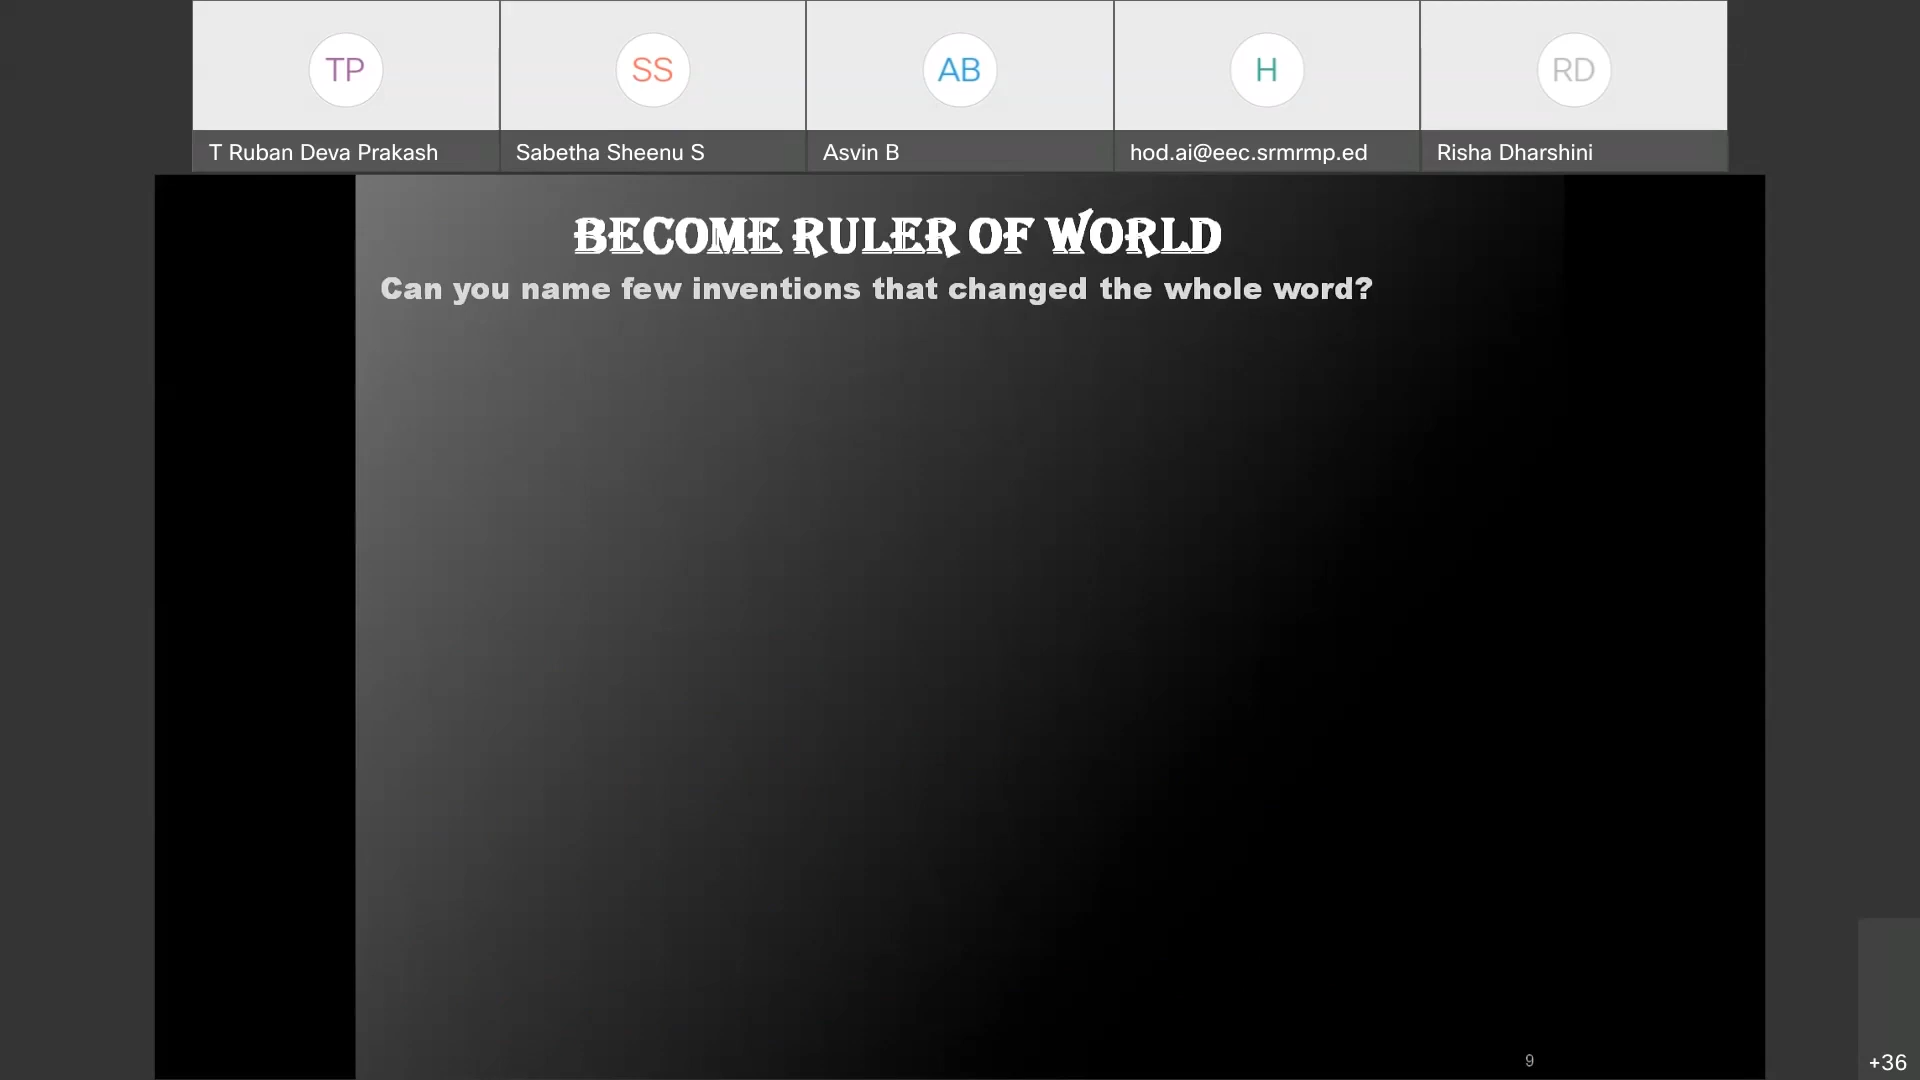 TP
SS
AB
H
RD
T Ruban Deva Prakash
Sabetha Sheenu S
Asvin B
hod.ai@eec.srmrmp.ed
Risha Dharshini
BECOME RULER OF WORLD
Can you name few inventions that changed the whole word?
9
+36